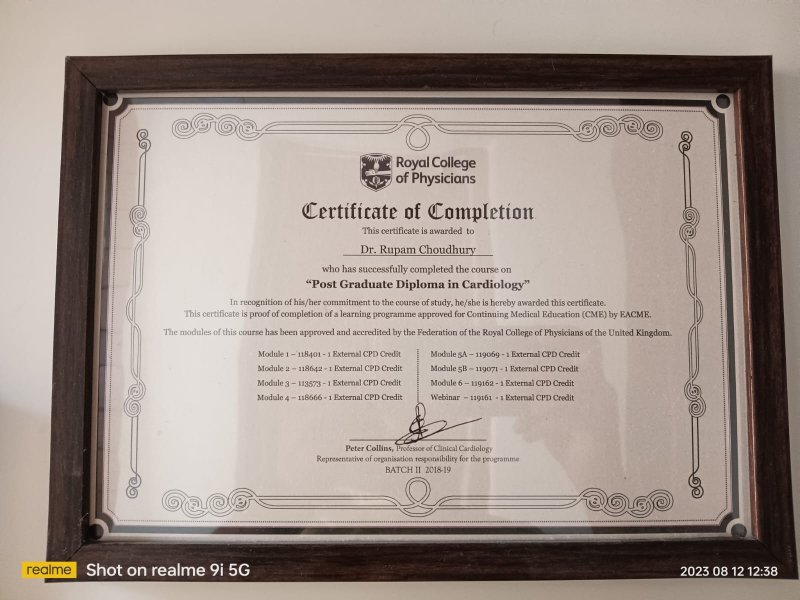 Royal College
of Physicians
Certificate of Completion
This certificate is awarded to
Dr. Rupam Choudhury
who has successfully completed the course on
“Post Graduate Diploma in Cardiology”
In recognition of his/her commitment to the course of study, he/she is hereby awarded this certificate.
This certificate is proof of completion of a learning programme approved for Continuing Medical Education (CME) by EACME.
The modules of this course has been approved and accredited by the Federation of the Royal College of Physicians of the United Kingdom.
Module 1 – 118401 - 1 External CPD Credit
Module 2 – 118642 - 1 External CPD Credit
Module 3 – 113573 - 1 External CPD Credit
Module 4 – 118666 - 1 External CPD Credit
Module 5A – 119069 - 1 External CPD Credit
Module 5B – 119071 - 1 External CPD Credit
Module 6 – 119162 - 1 External CPD Credit
Webinar – 119161 - 1 External CPD Credit
Peter Collins, Professor of Clinical Cardiology
Representative of organisation responsibility for the programme
BATCH II 2018-19
realme Shot on realme 9i 5G
2023 08 12 12:38